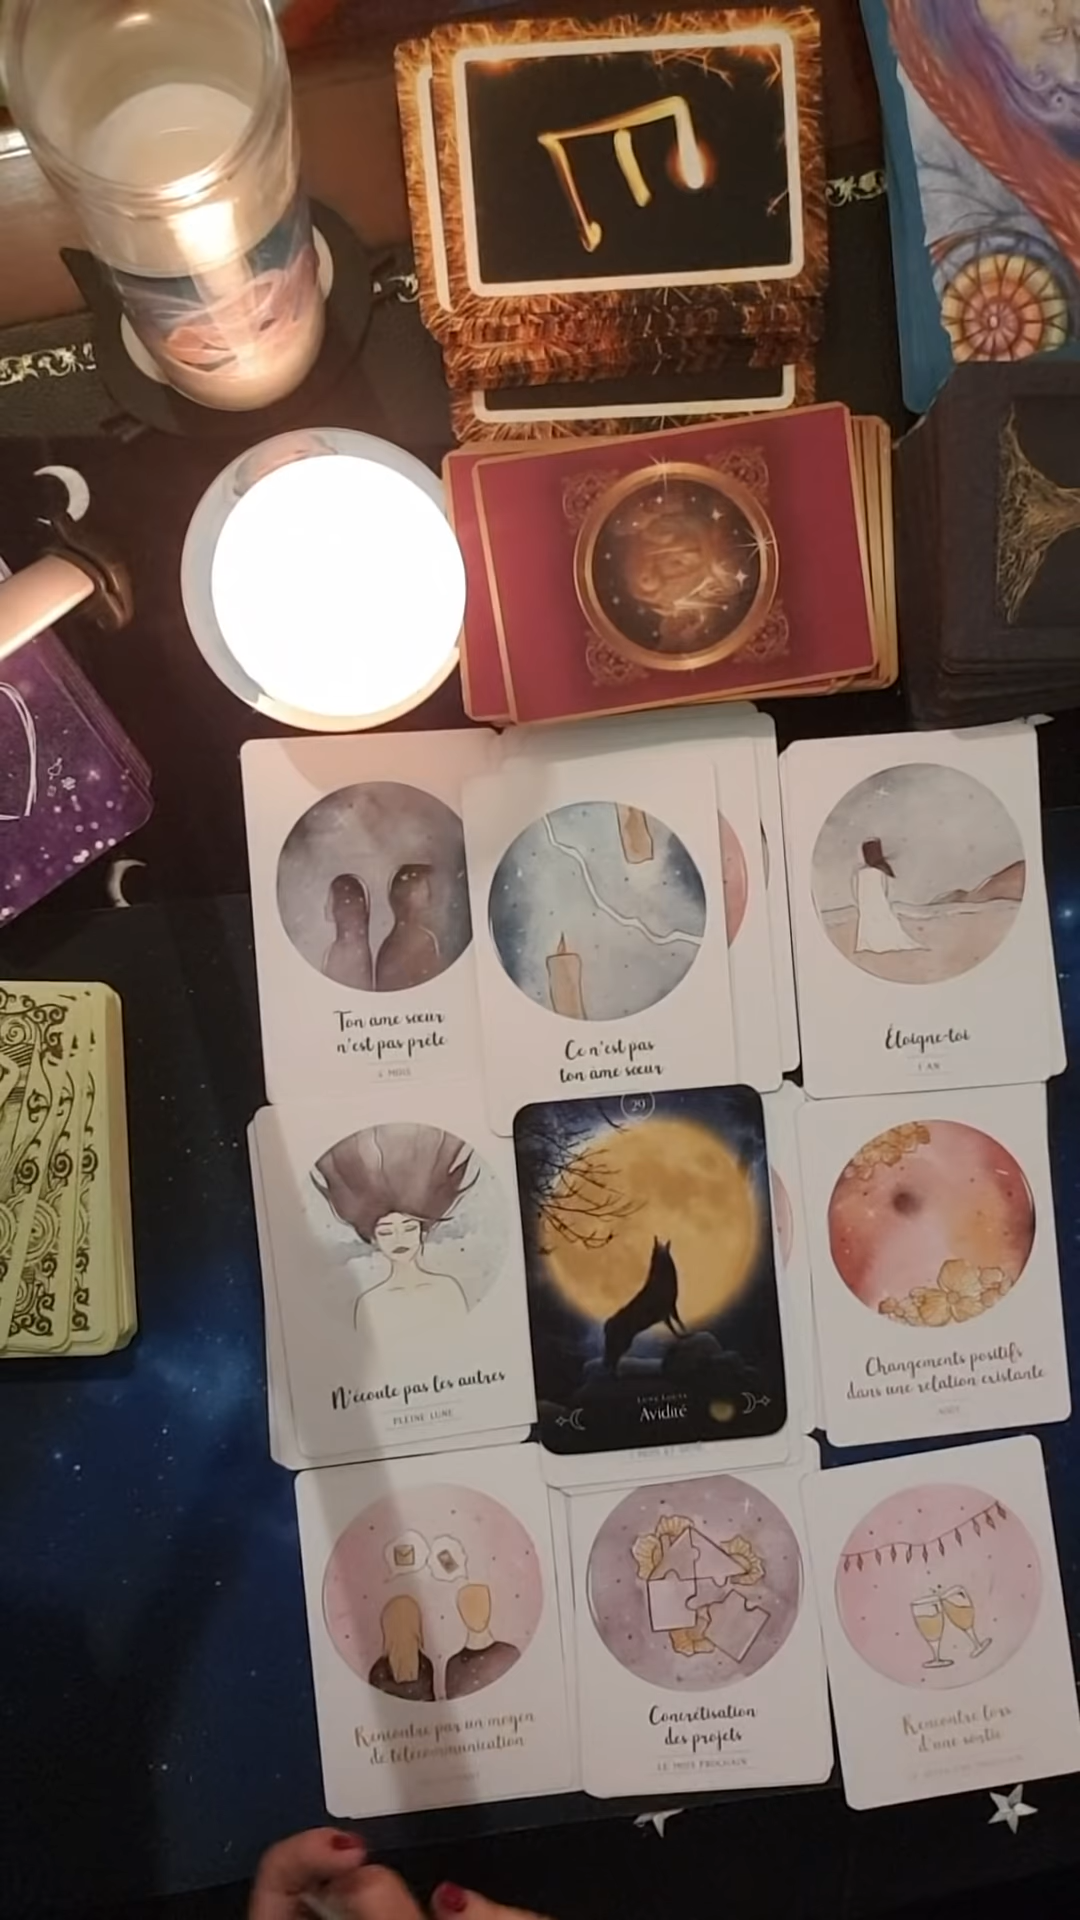 Ton âme sœur
n'est pas prête
Ce n'est pas
ton âme sœur
Éloigne-toi
1 AN
29
N'écoute pas les autres
PLEINE LUNE
Avidité
Changements positifs
dans une relation existante
AOÛT
Rencontre par un moyen
de télécommunication
Concrétisation
des projets
LE MOIS PROCHAIN
Rencontre lors
d'une sortie